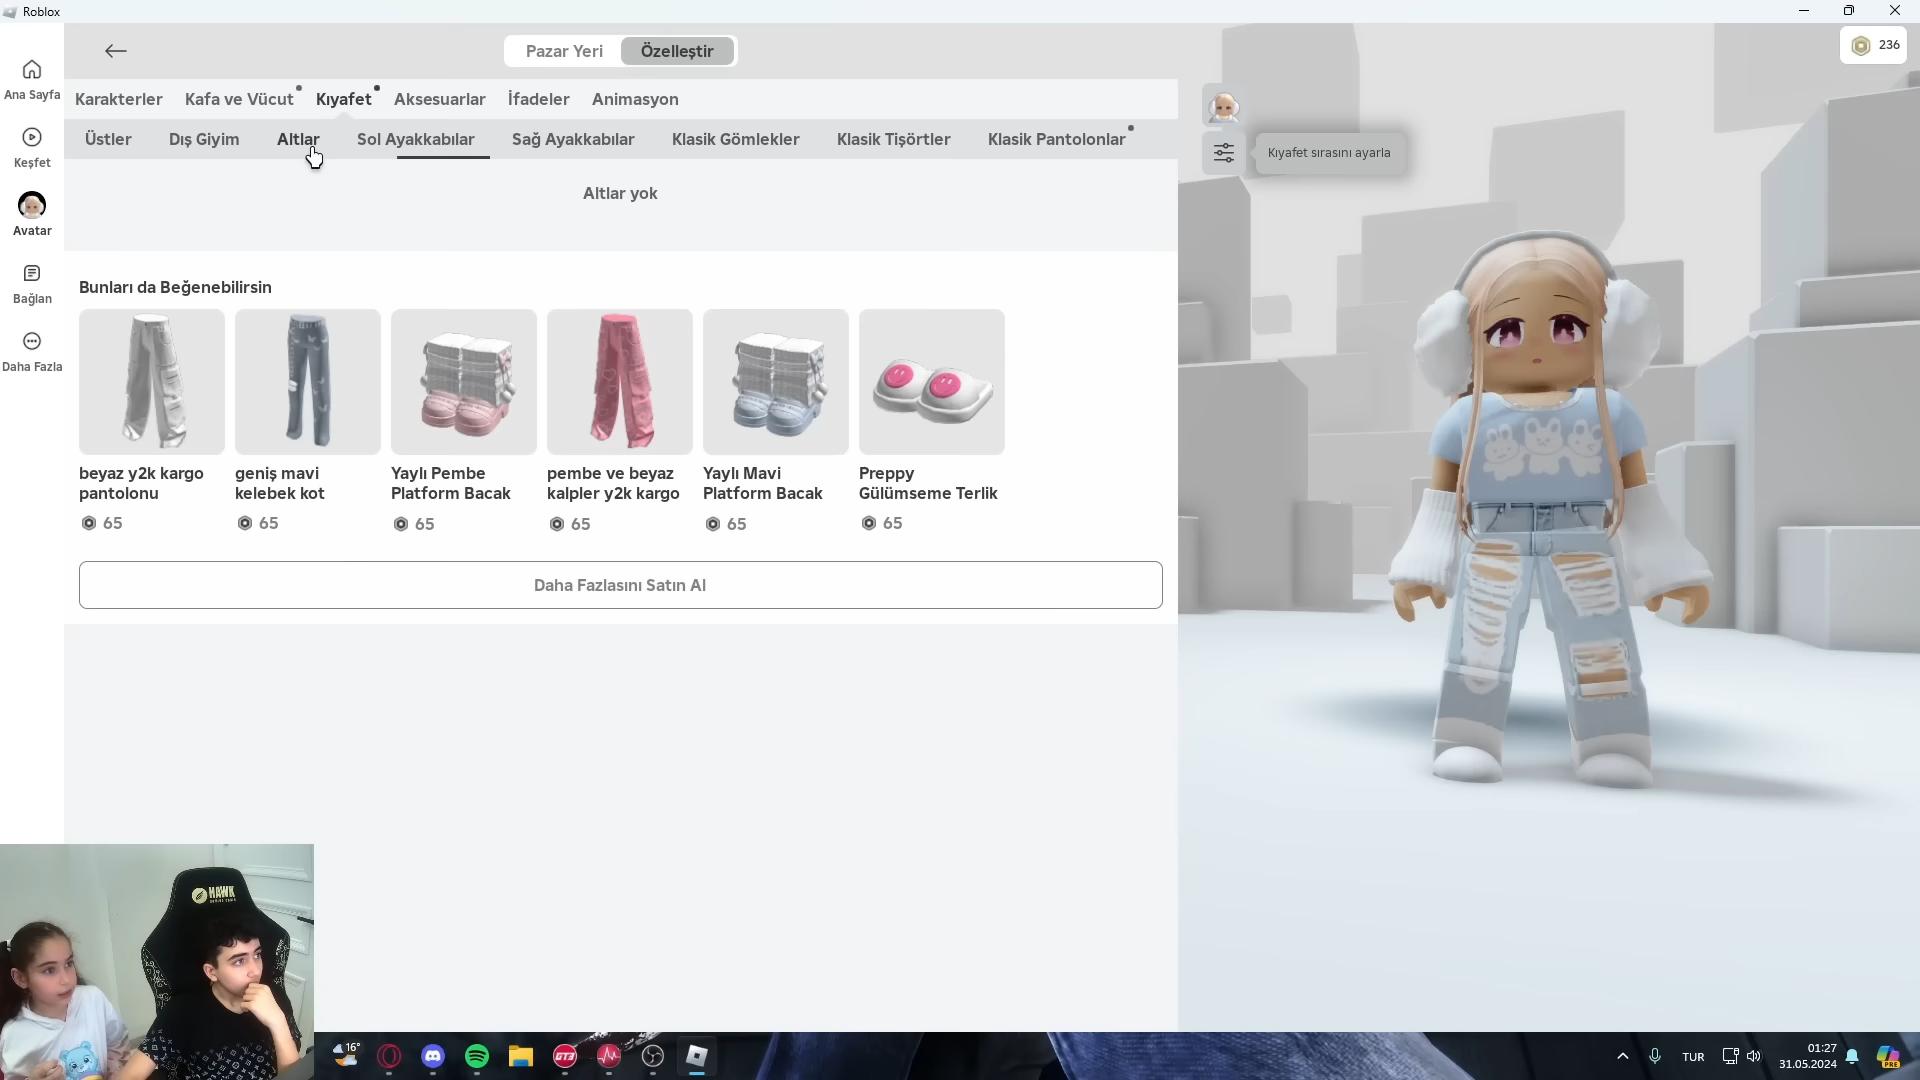 Roblox
Pazar Yeri
Özelleştir
236
Ana Sayfa
Keşfet
Avatar
Bağlan
Daha Fazla
Karakterler
Kafa ve Vücut
Kıyafet
Aksesuarlar
İfadeler
Animasyon
Üstler
Dış Giyim
Altlar
Sol Ayakkabılar
Sağ Ayakkabılar
Klasik Gömlekler
Klasik Tişörtler
Klasik Pantolonlar
Kıyafet sırasını ayarla
Altlar yok
Bunları da Beğenebilirsin
beyaz y2k kargo
pantolonu
65
geniş mavi
kelebek kot
65
Yaylı Pembe
Platform Bacak
65
pembe ve beyaz
kalpler y2k kargo
65
Yaylı Mavi
Platform Bacak
65
Preppy
Gülümseme Terlik
65
Daha Fazlasını Satın Al
HAWK
16°
GT3
TUR
01:27
31.05.2024
PRE